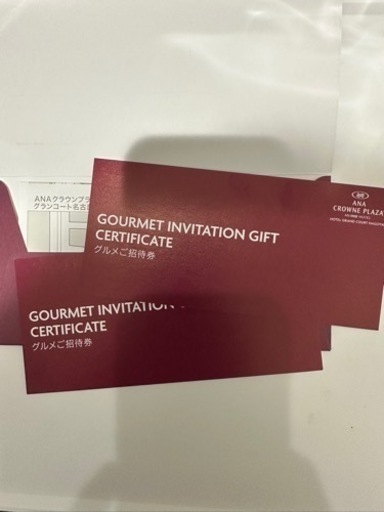 ANAクラウンプラ
グランコート名古
GOURMET INVITATION GIFT
CERTIFICATE
グルメご招待券
ANA
CROWNE PLAZA
HOTEL GRAND COURT NAGOYA
GOURMET INVITATION
CERTIFICATE
グルメご招待券